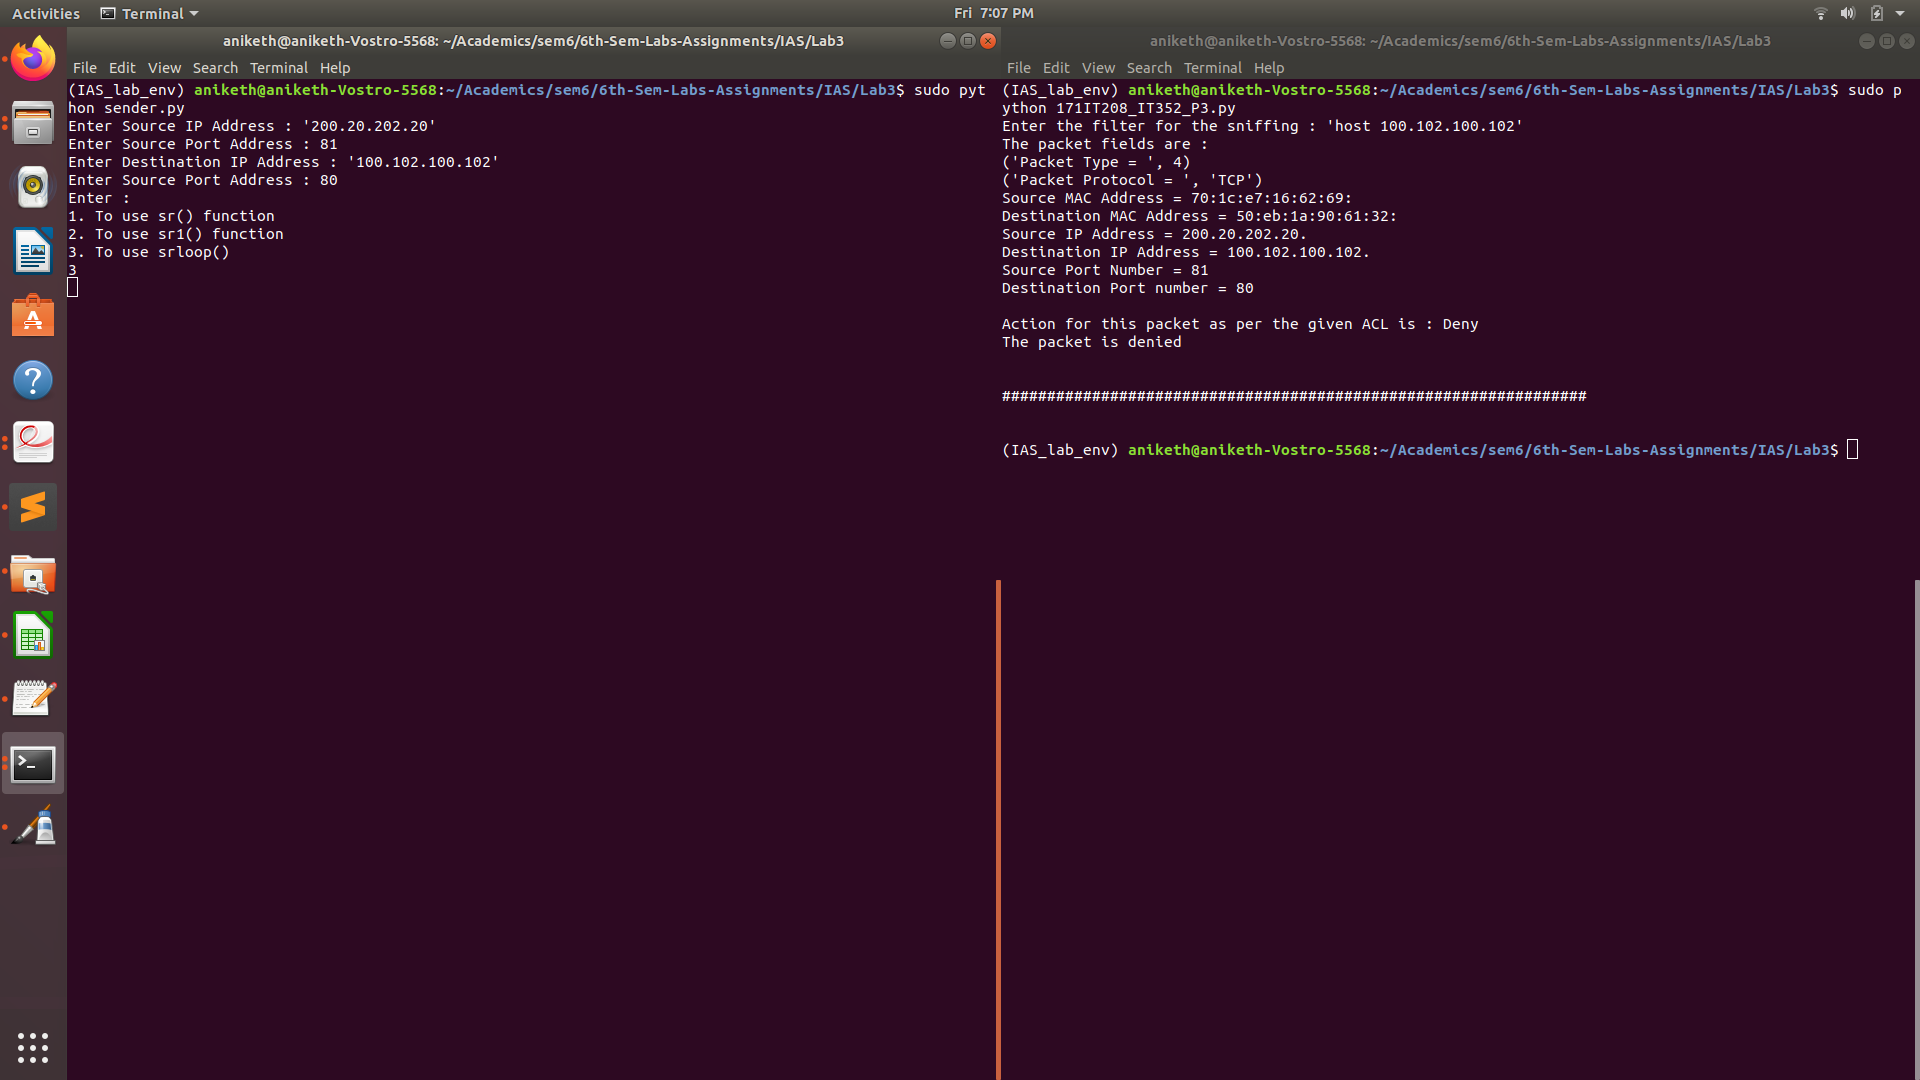 Activities
Terminal
Fri 7:07 PM
aniketh@aniketh-Vostro-5568: ~/Academics/sem6/6th-Sem-Labs-Assignments/IAS/Lab3
File Edit View Search Terminal Help
(IAS_lab_env) aniketh@aniketh-Vostro-5568:~/Academics/sem6/6th-Sem-Labs-Assignments/IAS/Lab3$ sudo pyt
hon sender.py
Enter Source IP Address : '200.20.202.20'
Enter Source Port Address : 81
Enter Destination IP Address : '100.102.100.102'
Enter Source Port Address : 80
Enter :
1. To use sr() function
2. To use sr1() function
3. To use srloop()
3
aniketh@aniketh-Vostro-5568: ~/Academics/sem6/6th-Sem-Labs-Assignments/IAS/Lab3
File Edit View Search Terminal Help
(IAS_lab_env) aniketh@aniketh-Vostro-5568:~/Academics/sem6/6th-Sem-Labs-Assignments/IAS/Lab3$ sudo p
ython 171IT208_IT352_P3.py
Enter the filter for the sniffing : 'host 100.102.100.102'
The packet fields are :
('Packet Type = ', 4)
('Packet Protocol = ', 'TCP')
Source MAC Address = 70:1c:e7:16:62:69:
Destination MAC Address = 50:eb:1a:90:61:32:
Source IP Address = 200.20.202.20.
Destination IP Address = 100.102.100.102.
Source Port Number = 81
Destination Port number = 80
Action for this packet as per the given ACL is : Deny
The packet is denied
#################################################################
(IAS_lab_env) aniketh@aniketh-Vostro-5568:~/Academics/sem6/6th-Sem-Labs-Assignments/IAS/Lab3$